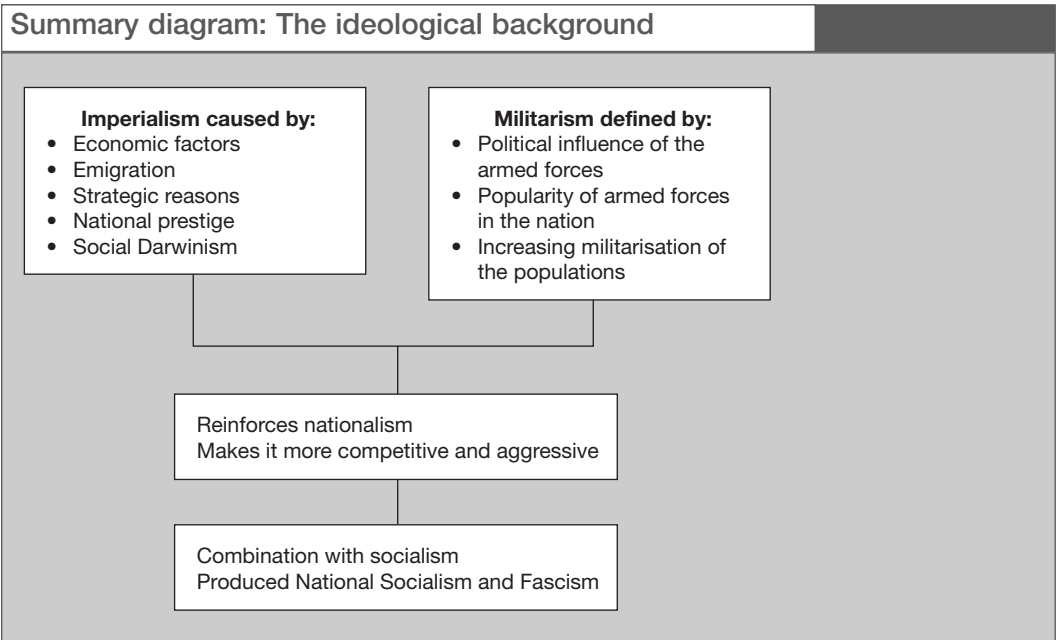 Summary diagram: The ideological background
Imperialism caused by:
• Economic factors
• Emigration
• Strategic reasons
• National prestige
• Social Darwinism
Militarism defined by:
• Political influence of the
armed forces
• Popularity of armed forces
in the nation
• Increasing militarisation of
the populations
Reinforces nationalism
Makes it more competitive and aggressive
Combination with socialism
Produced National Socialism and Fascism